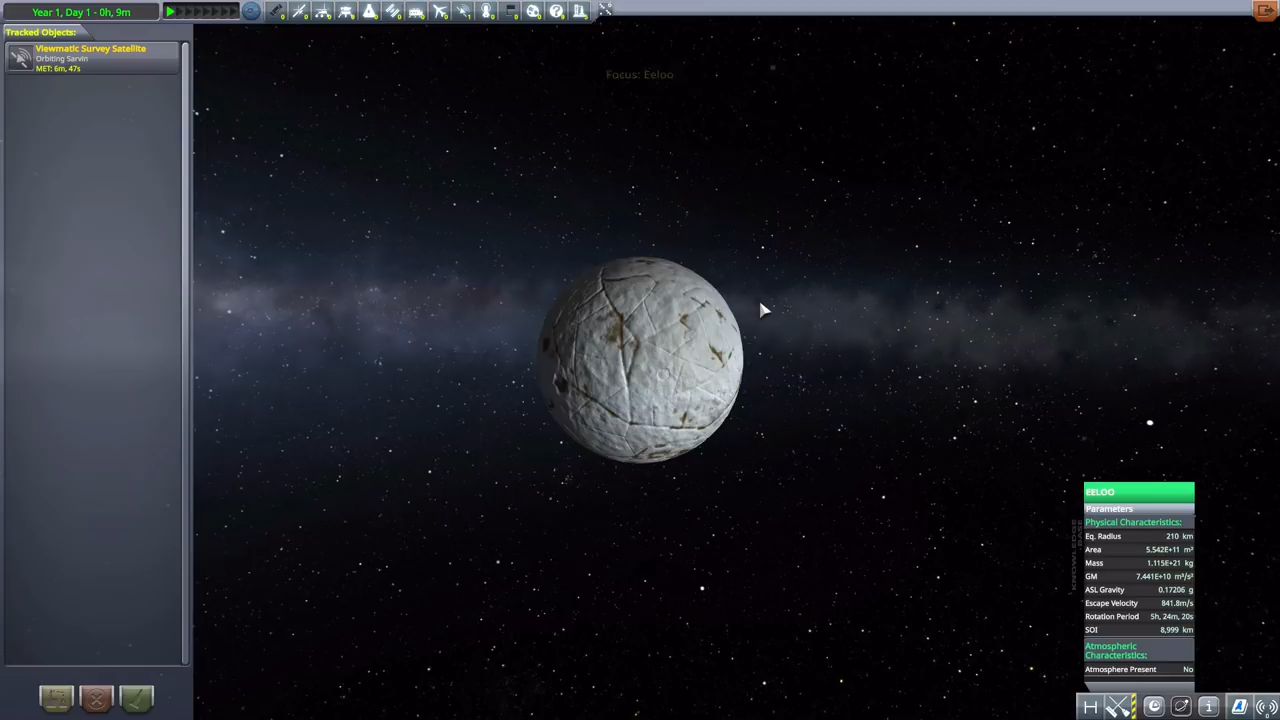 Year 1, Day 1 - 0h, 9m
Tracked Objects:
Viewmatic Survey Satellite
Orbiting Sarvin
MET: 6m, 47s
Focus: Eeloo
EELOO
Parameters
Physical Characteristics:
Eq. Radius 210 km
Area 5.542E+11 m²
Mass 1.115E+21 kg
GM 7.441E+10 m³/s²
ASL Gravity 0.17206 g
Escape Velocity 841.8m/s
Rotation Period 5h, 24m, 20s
SOI 8,999 km
Atmospheric
Characteristics:
Atmosphere Present No
KNOWLEDGE
BASE